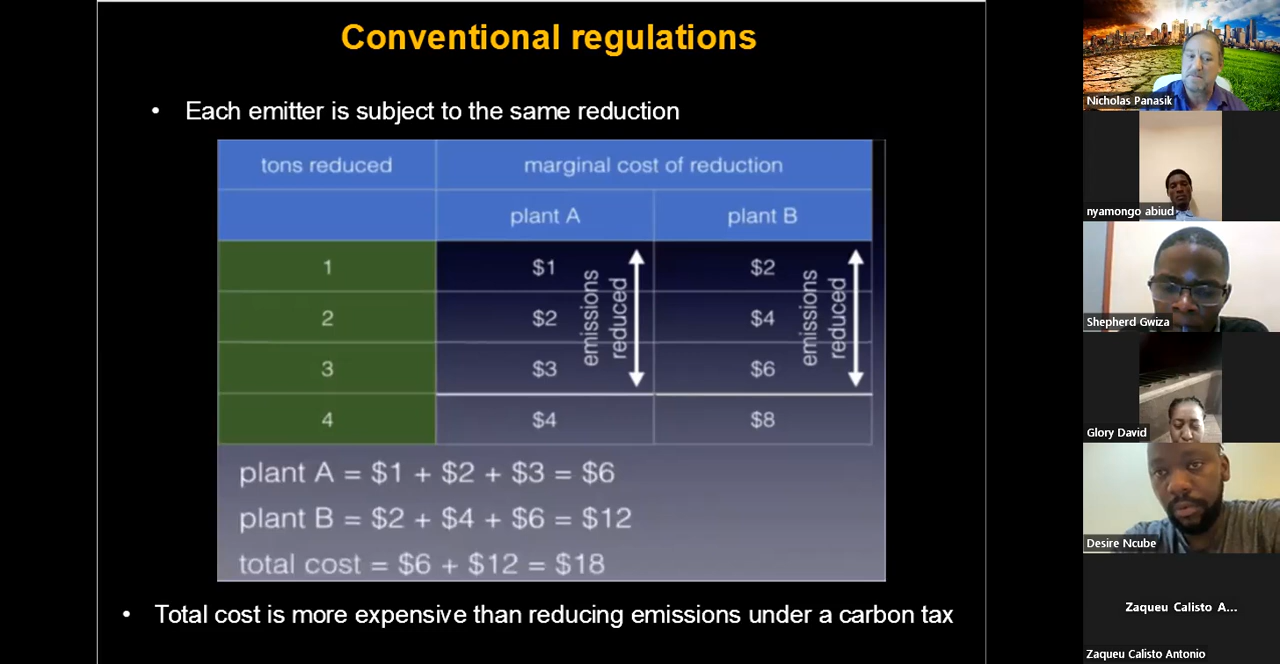 Conventional regulations
• Each emitter is subject to the same reduction
tons reduced marginal cost of reduction
plant A plant B
1 $1 $2
2 $2 $4
3 $3 $6
4 $4 $8
emissions
reduced
emissions
reduced
plant A = $1 + $2 + $3 = $6
plant B = $2 + $4 + $6 = $12
total cost = $6 + $12 = $18
• Total cost is more expensive than reducing emissions under a carbon tax
Nicholas Panasik
nyamongo abiud
Shepherd Gwiza
Glory David
Desire Ncube
Zaqueu Calisto A...
Zaqueu Calisto Antonio